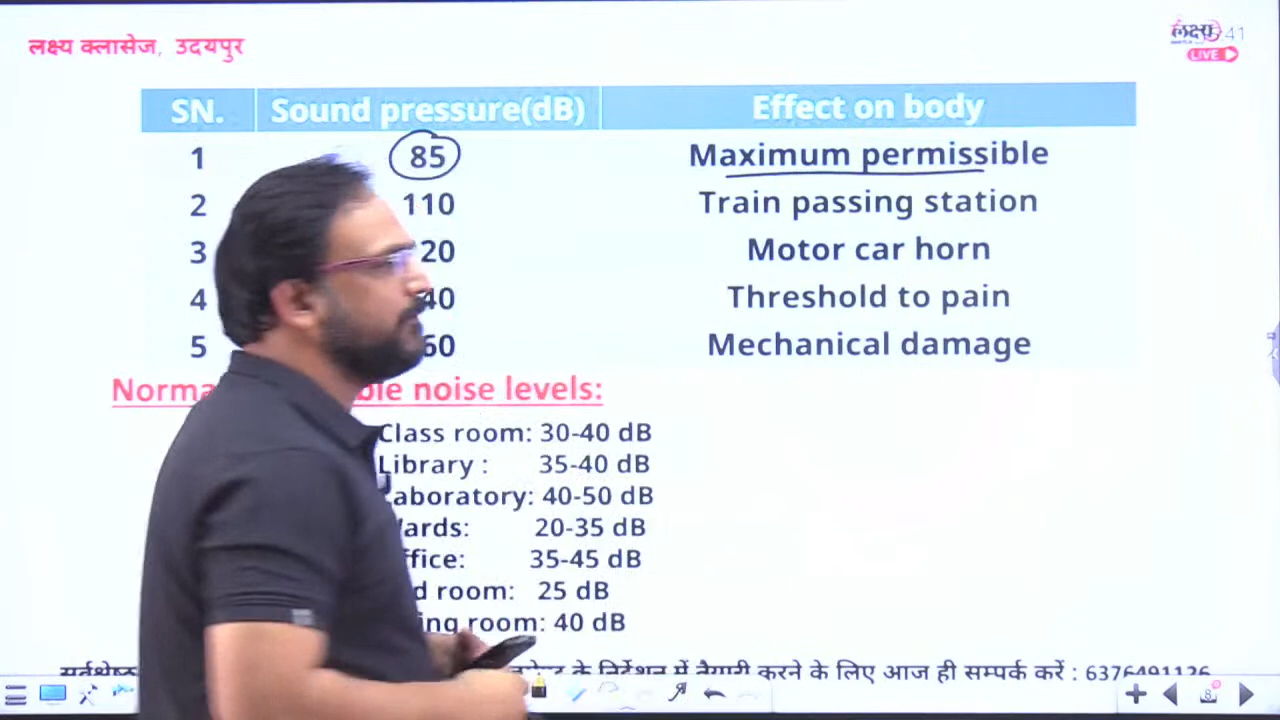 लक्ष्य क्लासेज, उदयपुर
लक्ष्य :41
LIVE
SN. Sound pressure(dB) Effect on body
1 85 Maximum permissible
2 110 Train passing station
3 20 Motor car horn
4 40 Threshold to pain
5 60 Mechanical damage
noise levels:
Class room: 30-40 dB
Library : 35-40 dB
aboratory: 40-50 dB
ards: 20-35 dB
ffice: 35-45 dB
d room: 25 dB
ing room: 40 dB
के निर्देशन में तैयारी करने के लिए आज ही सम्पर्क करें : 6376491126
8